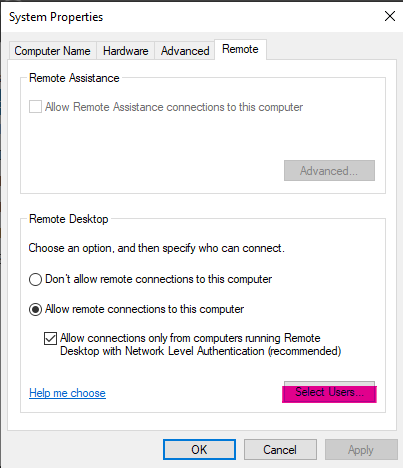 System Properties
Computer Name Hardware Advanced Remote
Remote Assistance
Allow Remote Assistance connections to this computer
Advanced...
Remote Desktop
Choose an option, and then specify who can connect.
Don't allow remote connections to this computer
Allow remote connections to this computer
Allow connections only from computers running Remote
Desktop with Network Level Authentication (recommended)
Help me choose Select Users...
OK Cancel Apply